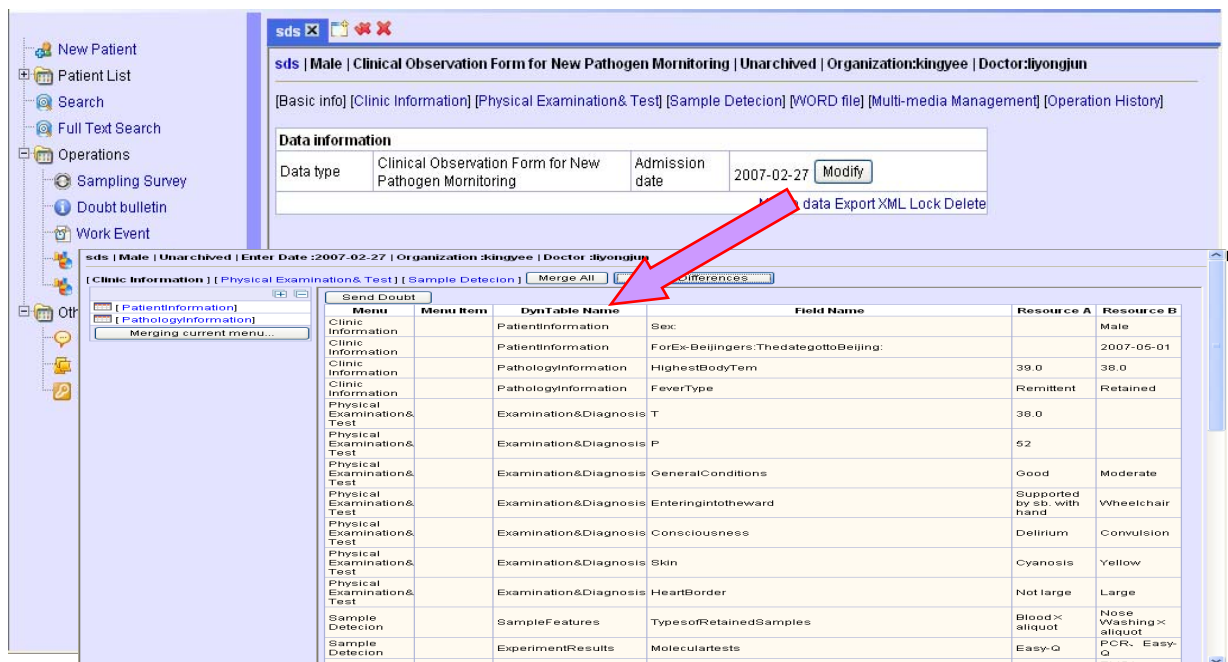 New Patient
Patient List
Search
Full Text Search
Operations
Sampling Survey
Doubt bulletin
Work Event
Oth
sds
sds | Male | Clinical Observation Form for New Pathogen Mornitoring | Unarchived | Organization:kingyee | Doctor:liyongjun
[Basic info] [Clinic Information] [Physical Examination& Test] [Sample Detecion] [WORD file] [Multi-media Management] [Operation History]
Data information
Data type Clinical Observation Form for New Pathogen Mornitoring Admission date 2007-02-27 Modify
data Export XML Lock Delete
sds | Male | Unarchived | Enter Date :2007-02-27 | Organization :kingyee | Doctor :liyongjun
[Clinic Information] [Physical Examination& Test] [Sample Detecion] Merge All Differences
[PatientInformation]
[PathologyInformation]
Merging current menu...
Send Doubt
Menu Menu Item DynTable Name Field Name Resource A Resource B
Clinic Information PatientInformation Sex: Male
Clinic Information PatientInformation ForEx-Beijingers:ThedategottoBeijing: 2007-05-01
Clinic Information PathologyInformation HighestBodyTem 39.0 38.0
Clinic Information PathologyInformation FeverType Remittent Retained
Physical Examination& Test Examination&Diagnosis T 38.0
Physical Examination& Test Examination&Diagnosis P 52
Physical Examination& Test Examination&Diagnosis GeneralConditions Good Moderate
Physical Examination& Test Examination&Diagnosis Enteringintotheward Supported by sb. with hand Wheelchair
Physical Examination& Test Examination&Diagnosis Consciousness Delirium Convulsion
Physical Examination& Test Examination&Diagnosis Skin Cyanosis Yellow
Physical Examination& Test Examination&Diagnosis HeartBorder Not large Large
Sample Detecion SampleFeatures TypesofRetainedSamples Blood× aliquot Nose Washing× aliquot
Sample Detecion ExperimentResults Moleculartests Easy-Q PCR、Easy-Q